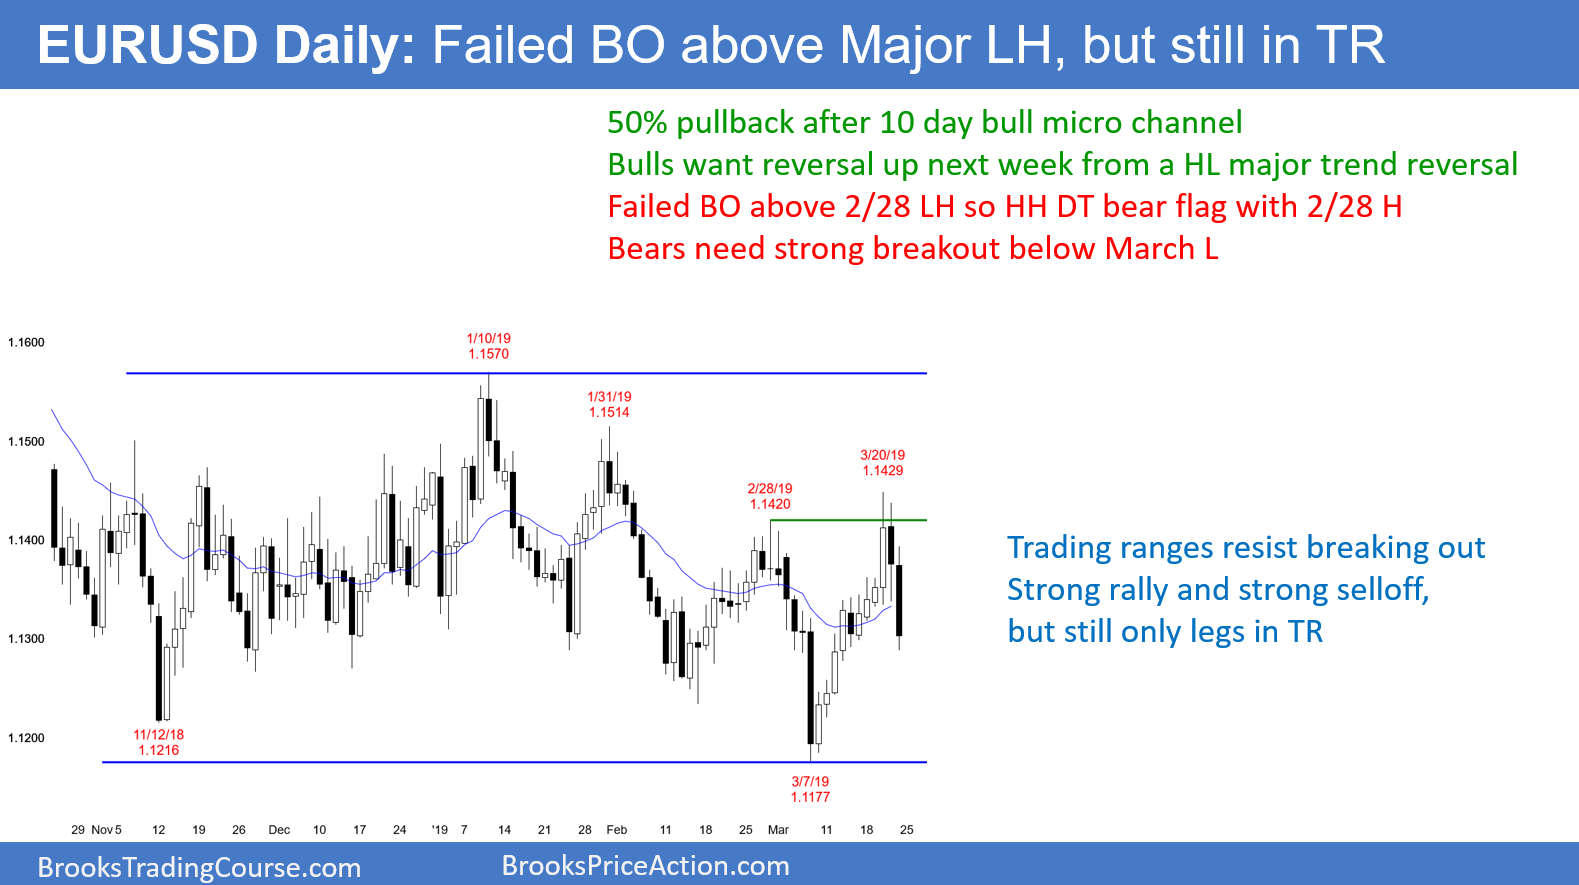 EURUSD Daily: Failed BO above Major LH, but still in TR
50% pullback after 10 day bull micro channel
Bulls want reversal up next week from a HL major trend reversal
Failed BO above 2/28 LH so HH DT bear flag with 2/28 H
Bears need strong breakout below March L
1.1600
1/10/19
1.1570
1/31/19
1.1514
1.1500
3/20/19
1.1429
2/28/19
1.1420
1.1400
Trading ranges resist breaking out
Strong rally and strong selloff,
but still only legs in TR
1.1300
11/12/18
1.1216
1.1200
3/7/19
1.1177
29 Nov 5 12 19 26 Dec 10 17 24 '19 7 14 21 28 Feb 11 18 25 Mar 11 18 25
BrooksTradingCourse.com
BrooksPriceAction.com